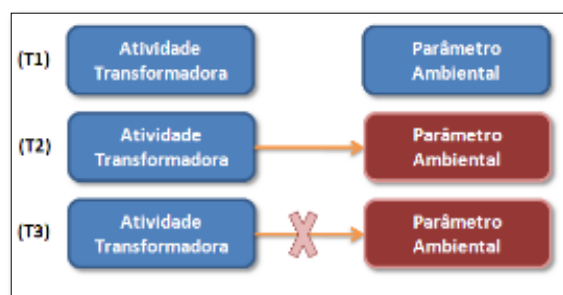 (T1)
Atividade
Transformadora
Parâmetro
Ambiental
(T2)
Atividade
Transformadora
Parâmetro
Ambiental
(T3)
Atividade
Transformadora
Parâmetro
Ambiental